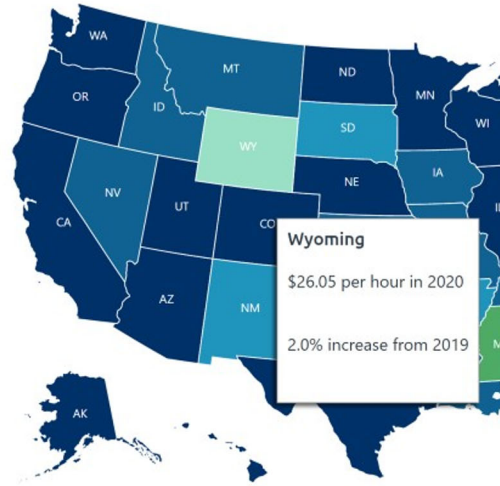 WA
MT
ND
MN
OR
ID
SD
WI
WY
IA
NV
UT
NE
CA
CO
AZ
NM
Wyoming
$26.05 per hour in 2020
2.0% increase from 2019
AK